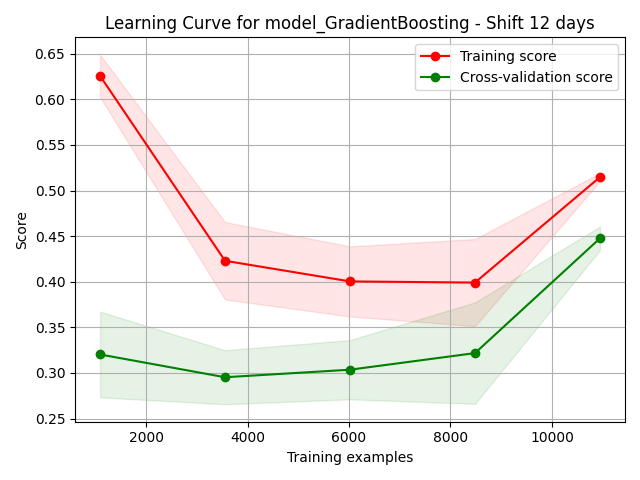 Learning Curve for model_GradientBoosting - Shift 12 days
Training score
Cross-validation score
0.65
0.60
0.55
0.50
0.45
0.40
0.35
0.30
0.25
Score
2000 4000 6000 8000 10000
Training examples